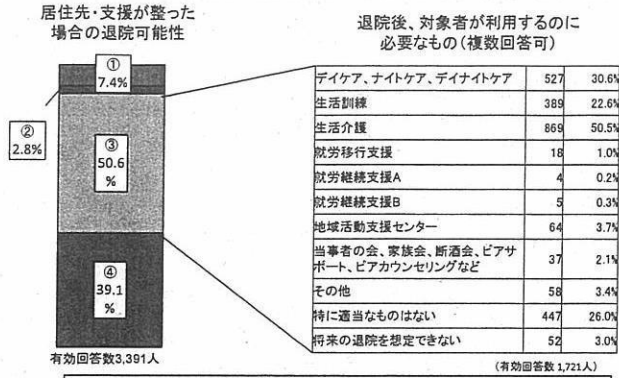 居住先・支援が整った
場合の退院可能性
退院後、対象者が利用するのに
必要なもの(複数回答可)
①
7.4%
②
2.8%
③
50.6
%
④
39.1
%
有効回答数3,391人
デイケア、ナイトケア、デイナイトケア 527 30.6%
生活訓練 389 22.6%
生活介護 869 50.5%
就労移行支援 18 1.0%
就労継続支援A 4 0.2%
就労継続支援B 5 0.3%
地域活動支援センター 64 3.7%
当事者の会、家族会、断酒会、ピアサ
ポート、ピアカウンセリングなど 37 2.1%
その他 58 3.4%
特に適当なものはない 447 26.0%
将来の退院を想定できない 52 3.0%
(有効回答数 1,721人)